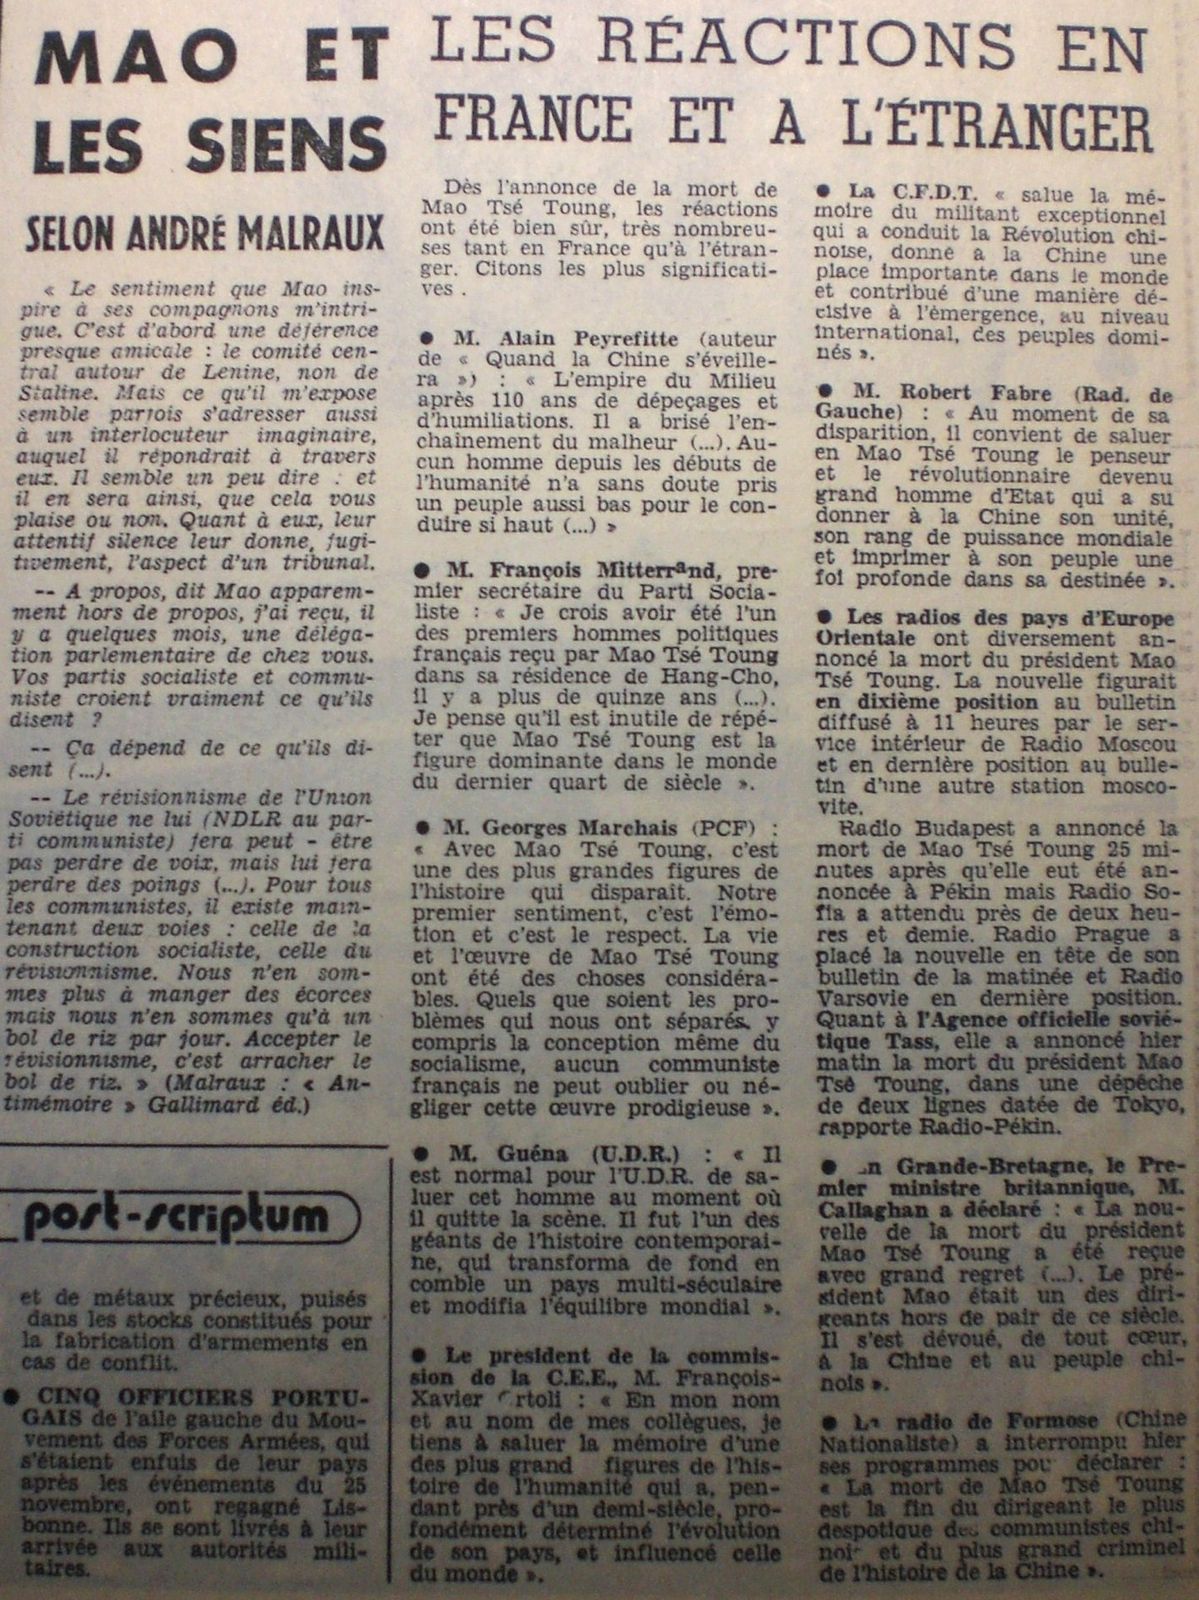 MAO ET
LES SIENS
SELON ANDRÉ MALRAUX
« Le sentiment que Mao ins-
pire à ses compagnons m'intri-
gue. C'est d'abord une déférence
presque amicale : le comité cen-
tral autour de Lenine, non de
Staline. Mais ce qu'il m'expose
semble parfois s'adresser aussi
à un interlocuteur imaginaire,
auquel il répondrait à travers
eux. Il semble un peu dire : et
il en sera ainsi, que cela vous
plaise ou non. Quant à eux, leur
attentif silence leur donne, fugi-
tivement, l'aspect d'un tribunal.
-- A propos, dit Mao apparem-
ment hors de propos, j'ai reçu, il
y a quelques mois, une déléga-
tion parlementaire de chez vous.
Vos partis socialiste et commu-
niste croient vraiment ce qu'ils
disent ?
-- Ça dépend de ce qu'ils di-
sent (...).
-- Le révisionnisme de l'Union
Soviétique ne lui (NDLR au par-
ti communiste) fera peut - être
pas perdre de voix, mais lui fera
perdre des poings (...). Pour tous
les communistes, il existe main-
tenant deux voies : celle de la
construction socialiste, celle du
révisionnisme. Nous n'en som-
mes plus à manger des écorces
mais nous n'en sommes qu'à un
bol de riz par jour. Accepter le
révisionnisme, c'est arracher le
bol de riz. » (Malraux : « An-
timémoire » Gallimard éd.)
post-scriptum
et de métaux précieux, puisés
dans les stocks constitués pour
la fabrication d'armements en
cas de conflit.
● CINQ OFFICIERS PORTU-
GAIS de l'aile gauche du Mou-
vement des Forces Armées, qui
s'étaient enfuis de leur pays
après les événements du 25
novembre, ont regagné Lis-
bonne. Ils se sont livrés à leur
arrivée aux autorités mili-
taires.
LES RÉACTIONS EN
FRANCE ET A L'ÉTRANGER
Dès l'annonce de la mort de
Mao Tsé Toung, les réactions
ont été bien sûr, très nombreu-
ses tant en France qu'à l'étran-
ger. Citons les plus significati-
ves .
● M. Alain Peyrefitte (auteur
de « Quand la Chine s'éveille-
ra ») : « L'empire du Milieu
après 110 ans de dépeçages et
d'humiliations. Il a brisé l'en-
chaînement du malheur (...). Au-
cun homme depuis les débuts de
l'humanité n'a sans doute pris
un peuple aussi bas pour le con-
duire si haut (...) »
● M. François Mitterrand, pre-
mier secrétaire du Parti Socia-
liste : « Je crois avoir été l'un
des premiers hommes politiques
français reçu par Mao Tsé Toung
dans sa résidence de Hang-Cho,
il y a plus de quinze ans (...).
Je pense qu'il est inutile de répé-
ter que Mao Tsé Toung est la
figure dominante dans le monde
du dernier quart de siècle ».
● M. Georges Marchais (PCF) :
« Avec Mao Tsé Toung, c'est
une des plus grandes figures de
l'histoire qui disparait. Notre
premier sentiment, c'est l'émo-
tion et c'est le respect. La vie
et l'œuvre de Mao Tsé Toung
ont été des choses considéra-
bles. Quels que soient les pro-
blèmes qui nous ont séparés, y
compris la conception même du
socialisme, aucun communiste
français ne peut oublier ou né-
gliger cette œuvre prodigieuse ».
● M. Guéna (U.D.R.) : « Il
est normal pour l'U.D.R. de sa-
luer cet homme au moment où
il quitte la scène. Il fut l'un des
géants de l'histoire contemporai-
ne, qui transforma de fond en
comble un pays multi-séculaire
et modifia l'équilibre mondial ».
● Le président de la commis-
sion de la C.E.E., M. François-
Xavier Ortoli : « En mon nom
et au nom de mes collègues, je
tiens à saluer la mémoire d'une
des plus grand figures de l'his-
toire de l'humanité qui a, pen-
dant près d'un demi-siècle, pro-
fondément déterminé l'évolution
de son pays, et influencé celle
du monde ».
● La C.F.D.T. « salue la mé-
moire du militant exceptionnel
qui a conduit la Révolution chi-
noise, donné a la Chine une
place importante dans le monde
et contribué d'une manière dé-
cisive à l'émergence, au niveau
international, des peuples domi-
nés ».
● M. Robert Fabre (Rad. de
Gauche) : « Au moment de sa
disparition, il convient de saluer
en Mao Tsé Toung le penseur
et le révolutionnaire devenu
grand homme d'Etat qui a su
donner à la Chine son unité,
son rang de puissance mondiale
et imprimer à son peuple une
foi profonde dans sa destinée ».
● Les radios des pays d'Europe
Orientale ont diversement an-
noncé la mort du président Mao
Tsé Toung. La nouvelle figurait
en dixième position au bulletin
diffusé à 11 heures par le ser-
vice intérieur de Radio Moscou
et en dernière position au bulle-
tin d'une autre station mosco-
vite.
Radio Budapest a annoncé la
mort de Mao Tsé Toung 25 mi-
nutes après qu'elle eut été an-
noncée à Pékin mais Radio So-
fia a attendu près de deux heu-
res et demie. Radio Prague a
placé la nouvelle en tête de son
bulletin de la matinée et Radio
Varsovie en dernière position.
Quant à l'Agence officielle sovié-
tique Tass, elle a annoncé hier
matin la mort du président Mao
Tsé Toung, dans une dépêche
de deux lignes datée de Tokyo,
rapporte Radio-Pékin.
● En Grande-Bretagne, le Pre-
mier ministre britannique, M.
Callaghan a déclaré : « La nou-
velle de la mort du président
Mao Tsé Toung a été reçue
avec grand regret (...). Le pré-
sident Mao était un des diri-
geants hors de pair de ce siècle.
Il s'est dévoué, de tout cœur,
à la Chine et au peuple chi-
nois ».
● La radio de Formose (Chine
Nationaliste) a interrompu hier
ses programmes pour déclarer :
« La mort de Mao Tsé Toung
est la fin du dirigeant le plus
despotique des communistes chi-
nois et du plus grand criminel
de l'histoire de la Chine ».